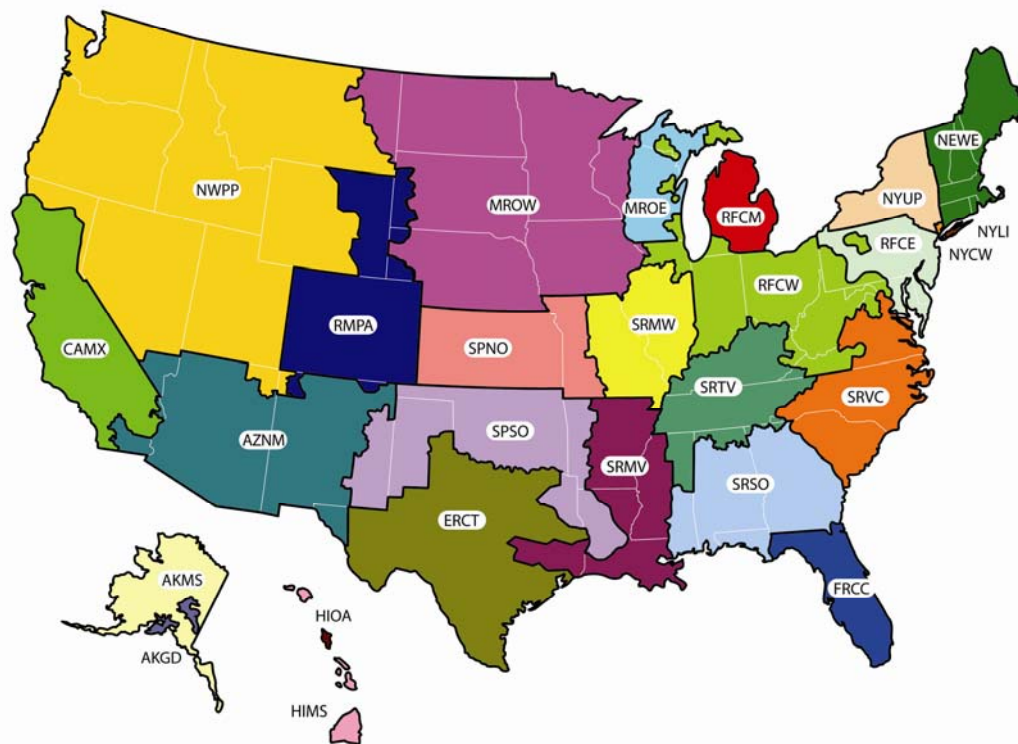 NEWE
NWPP
NYUP
MROW
MROE
RFCM
NYLI
RFCE
NYCW
RFCW
RMPA
SRMW
CAMX
SPNO
SRTV
SRVC
AZNM
SPSO
SRMV
SRSO
ERCT
AKMS
FRCC
HIOA
AKGD
HIMS